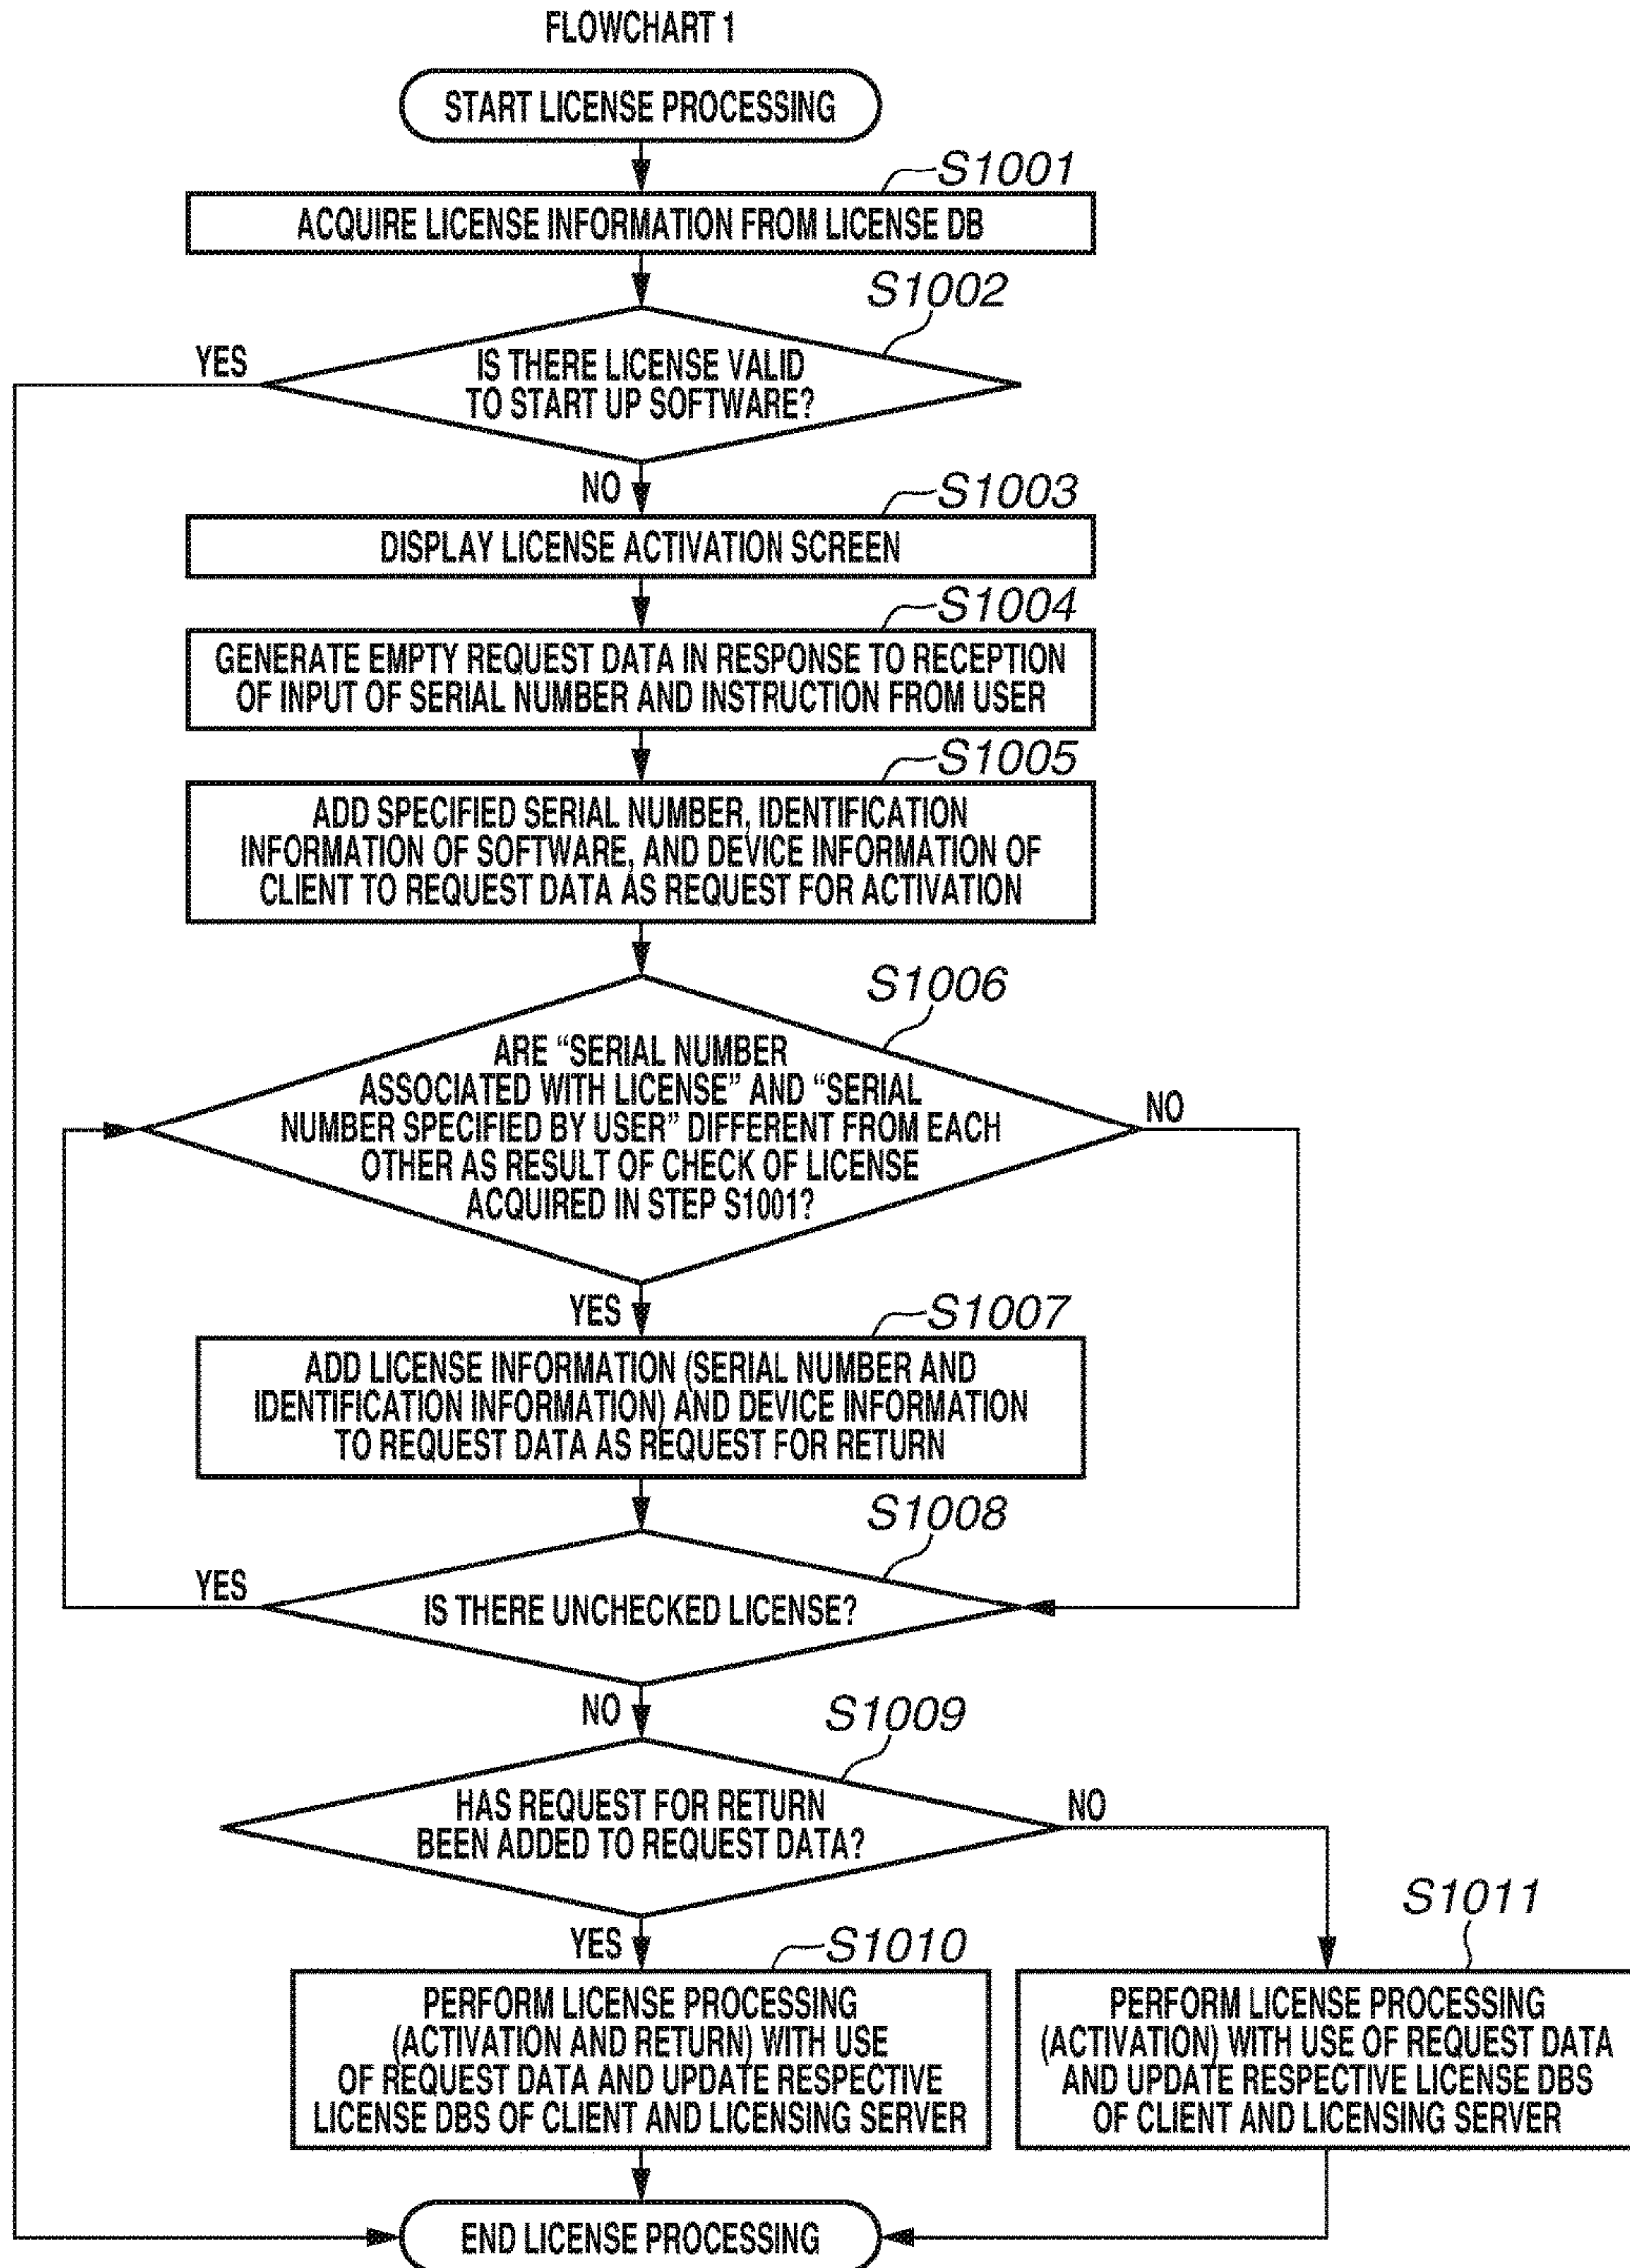 FLOWCHART 1
START LICENSE PROCESSING
S1001
ACQUIRE LICENSE INFORMATION FROM LICENSE DB
S1002
YES
IS THERE LICENSE VALID
TO START UP SOFTWARE?
NO
S1003
DISPLAY LICENSE ACTIVATION SCREEN
S1004
GENERATE EMPTY REQUEST DATA IN RESPONSE TO RECEPTION
OF INPUT OF SERIAL NUMBER AND INSTRUCTION FROM USER
S1005
ADD SPECIFIED SERIAL NUMBER, IDENTIFICATION
INFORMATION OF SOFTWARE, AND DEVICE INFORMATION OF
CLIENT TO REQUEST DATA AS REQUEST FOR ACTIVATION
S1006
ARE “SERIAL NUMBER
ASSOCIATED WITH LICENSE” AND “SERIAL
NUMBER SPECIFIED BY USER” DIFFERENT FROM EACH
OTHER AS RESULT OF CHECK OF LICENSE
ACQUIRED IN STEP S1001?
NO
YES
S1007
ADD LICENSE INFORMATION (SERIAL NUMBER AND
IDENTIFICATION INFORMATION) AND DEVICE INFORMATION
TO REQUEST DATA AS REQUEST FOR RETURN
S1008
YES
IS THERE UNCHECKED LICENSE?
NO
S1009
HAS REQUEST FOR RETURN
BEEN ADDED TO REQUEST DATA?
NO
YES
S1010
PERFORM LICENSE PROCESSING
(ACTIVATION AND RETURN) WITH USE
OF REQUEST DATA AND UPDATE RESPECTIVE
LICENSE DBS OF CLIENT AND LICENSING SERVER
S1011
PERFORM LICENSE PROCESSING
(ACTIVATION) WITH USE OF REQUEST DATA
AND UPDATE RESPECTIVE LICENSE DBS
OF CLIENT AND LICENSING SERVER
END LICENSE PROCESSING